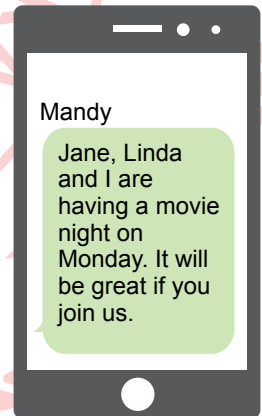 Mandy
Jane, Linda
and I are
having a movie
night on
Monday. It will
be great if you
join us.